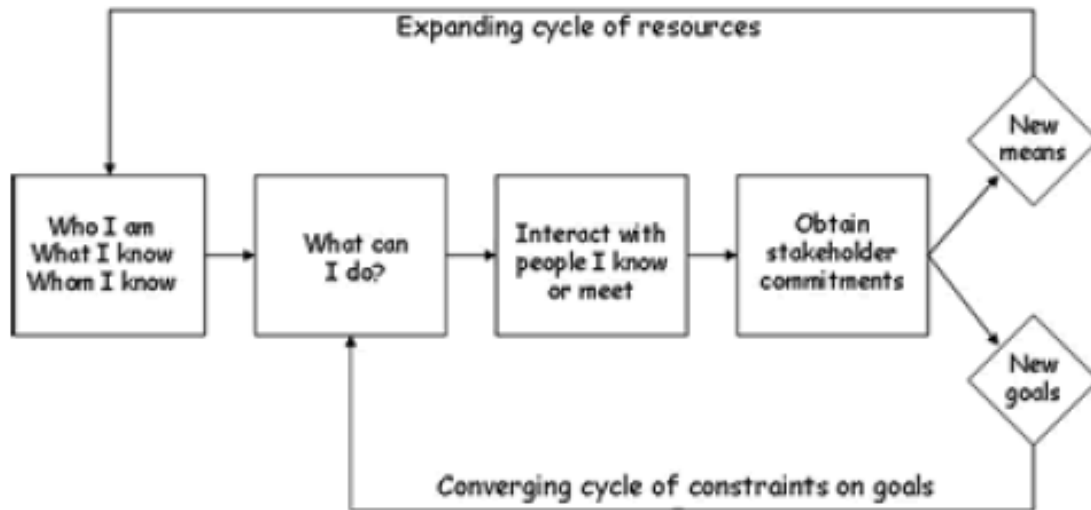 Expanding cycle of resources
New
means
Who I am
What I know
Whom I know
What can
I do?
Interact with
people I know
or meet
Obtain
stakeholder
commitments
New
goals
Converging cycle of constraints on goals